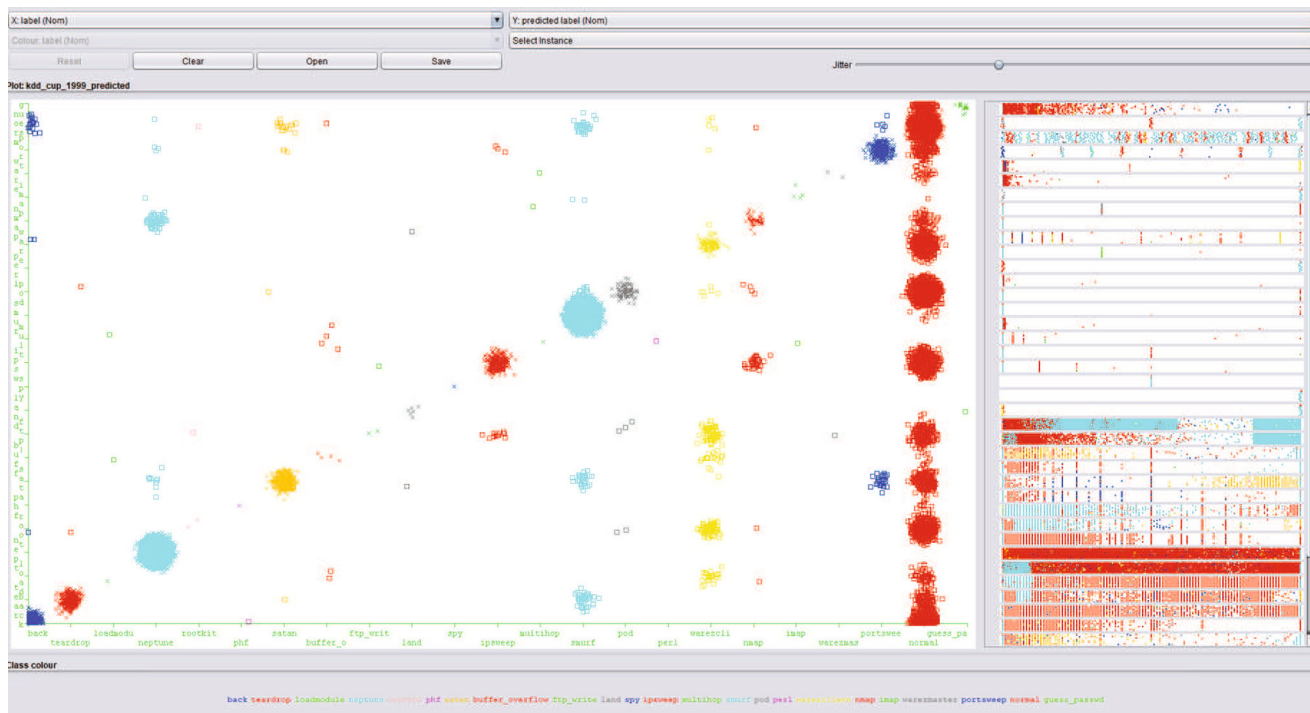 X: label (Nom) Y: predicted label (Nom)
Colour: label (Nom) Select Instance
Reset Clear Open Save Jitter
Plot: kdd_cup_1999_predicted
back loadmodu rootkit satan ftp_writ spy multihop pod warezcli imap portswee guess_pa
teardrop neptune phf buffer_o land ipsweep smurf perl nmap warezmas normal
Class colour
back teardrop loadmodule neptune rootkit phf satan buffer_overflow ftp_write land spy ipsweep multihop smurf pod perl warezclient nmap imap warezmaster portsweep normal guess_passwd